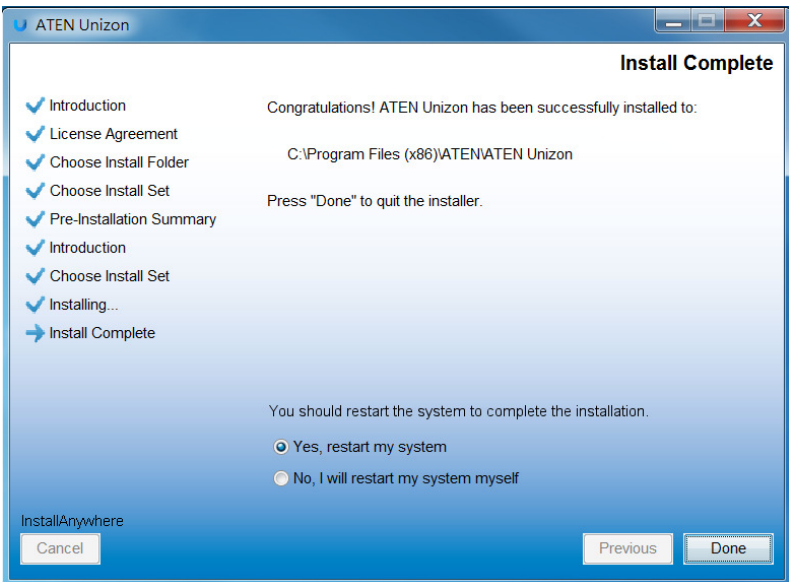 ATEN Unizon
Install Complete
Introduction
License Agreement
Choose Install Folder
Choose Install Set
Pre-Installation Summary
Introduction
Choose Install Set
Installing...
Install Complete
Congratulations! ATEN Unizon has been successfully installed to:
C:\Program Files (x86)\ATEN\ATEN Unizon
Press "Done" to quit the installer.
You should restart the system to complete the installation.
Yes, restart my system
No, I will restart my system myself
InstallAnywhere
Cancel
Previous
Done